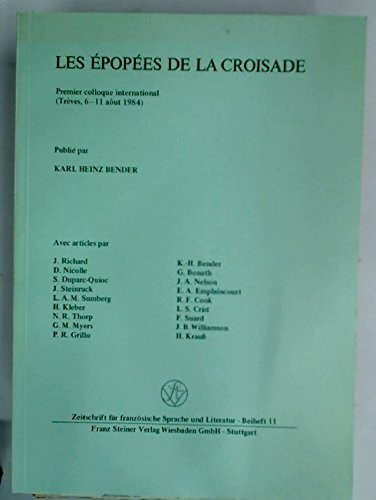 LES ÉPOPÉES DE LA CROISADE
Premier colloque international
(Trèves, 6–11 aôut 1984)
Publié par
KARL HEINZ BENDER
Avec articles par
J. Richard
D. Nicolle
S. Duparc-Quioc
J. Steinruck
L. A. M. Sumberg
H. Kleber
N. R. Thorp
G. M. Myers
P. R. Grillo
K.-H. Bender
G. Bonath
J. A. Nelson
E. A. Emplaincourt
R. F. Cook
L. S. Crist
F. Suard
J. B. Williamson
H. Krauß
Zeitschrift für französische Sprache und Literatur · Beiheft 11
Franz Steiner Verlag Wiesbaden GmbH · Stuttgart